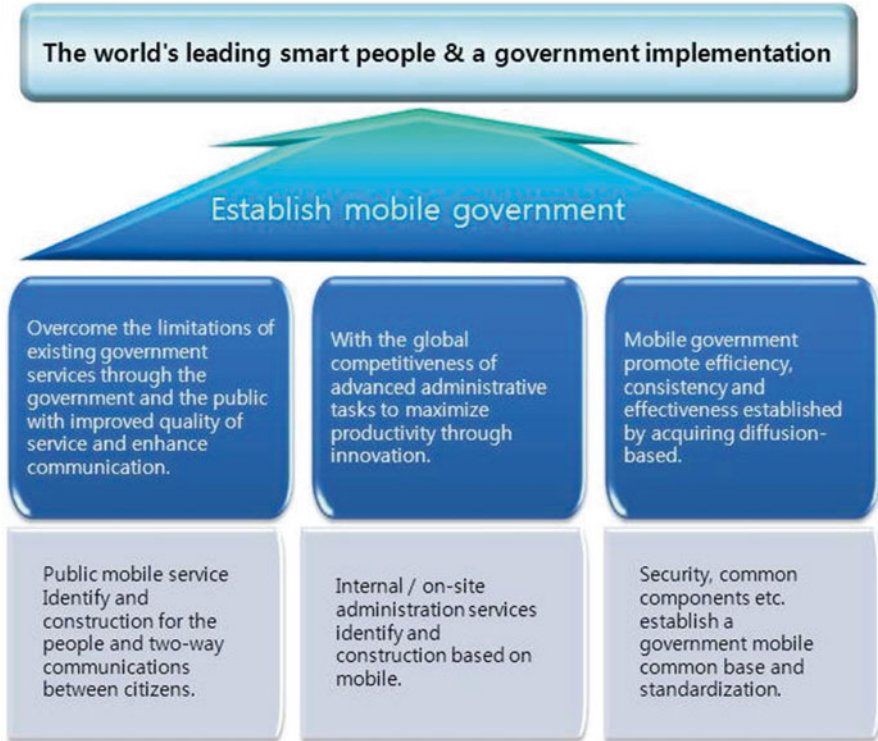 The world's leading smart people & a government implementation
Establish mobile government
Overcome the limitations of
existing government
services through the
government and the public
with improved quality of
service and enhance
communication.
With the global
competitiveness of
advanced administrative
tasks to maximize
productivity through
innovation.
Mobile government
promote efficiency,
consistency and
effectiveness established
by acquiring diffusion-
based.
Public mobile service
Identify and
construction for the
people and two-way
communications
between citizens.
Internal / on-site
administration services
identify and
construction based on
mobile.
Security, common
components etc.
establish a
government mobile
common base and
standardization.